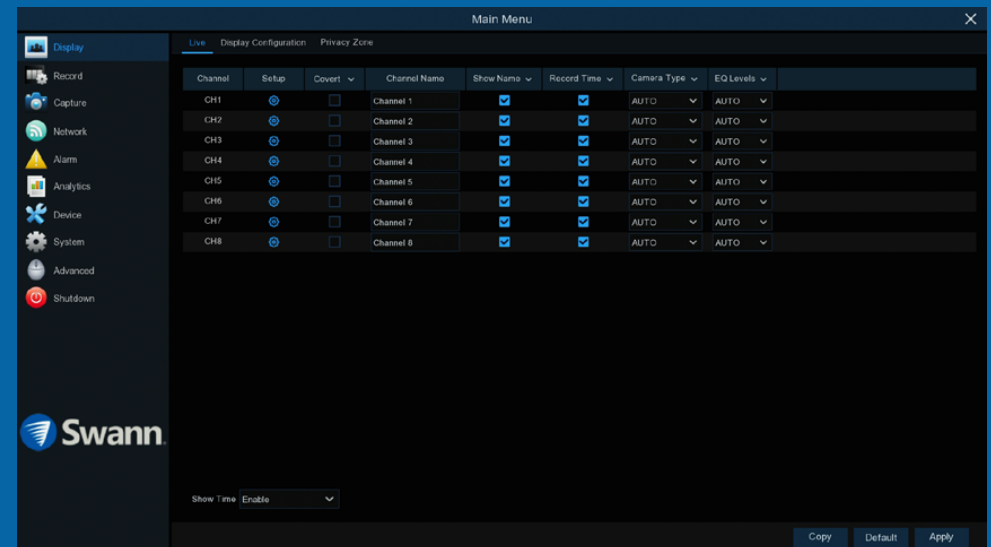 Main Menu
Display
Record
Capture
Network
Alarm
Analytics
Device
System
Advanced
Shutdown
Swann
Live Display Configuration Privacy Zone
Channel Setup Covert Channel Name Show Name Record Time Camera Type EQ Levels
CH1 Channel 1 AUTO AUTO
CH2 Channel 2 AUTO AUTO
CH3 Channel 3 AUTO AUTO
CH4 Channel 4 AUTO AUTO
CH5 Channel 5 AUTO AUTO
CH6 Channel 6 AUTO AUTO
CH7 Channel 7 AUTO AUTO
CH8 Channel 8 AUTO AUTO
Show Time Enable
Copy Default Apply